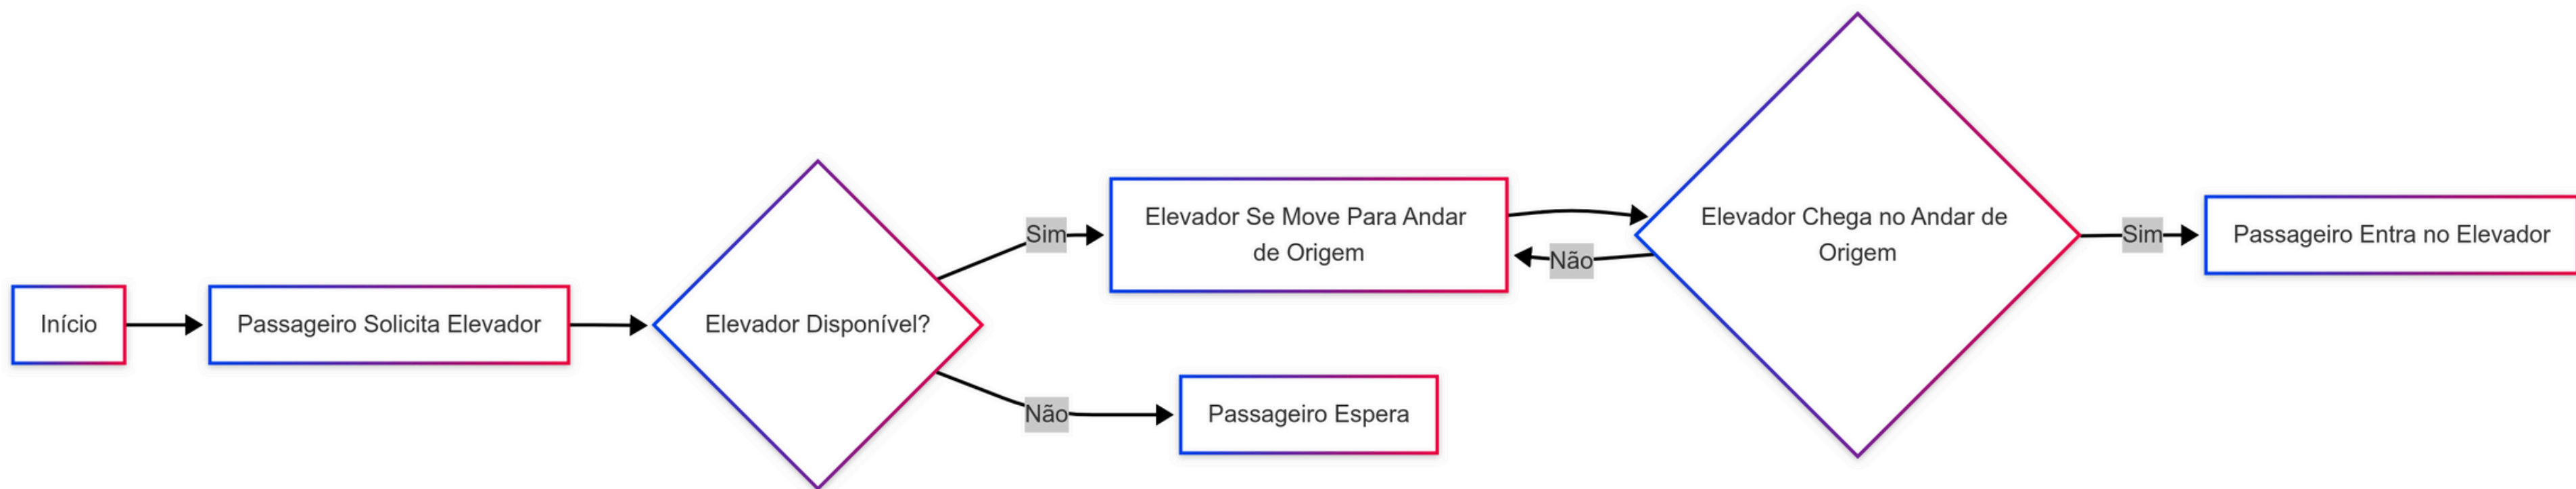 Início
Passageiro Solicita Elevador
Elevador Disponível?
Sim
Elevador Se Move Para Andar
de Origem
Não
Passageiro Espera
Não
Elevador Chega no Andar de
Origem
Sim
Passageiro Entra no Elevador